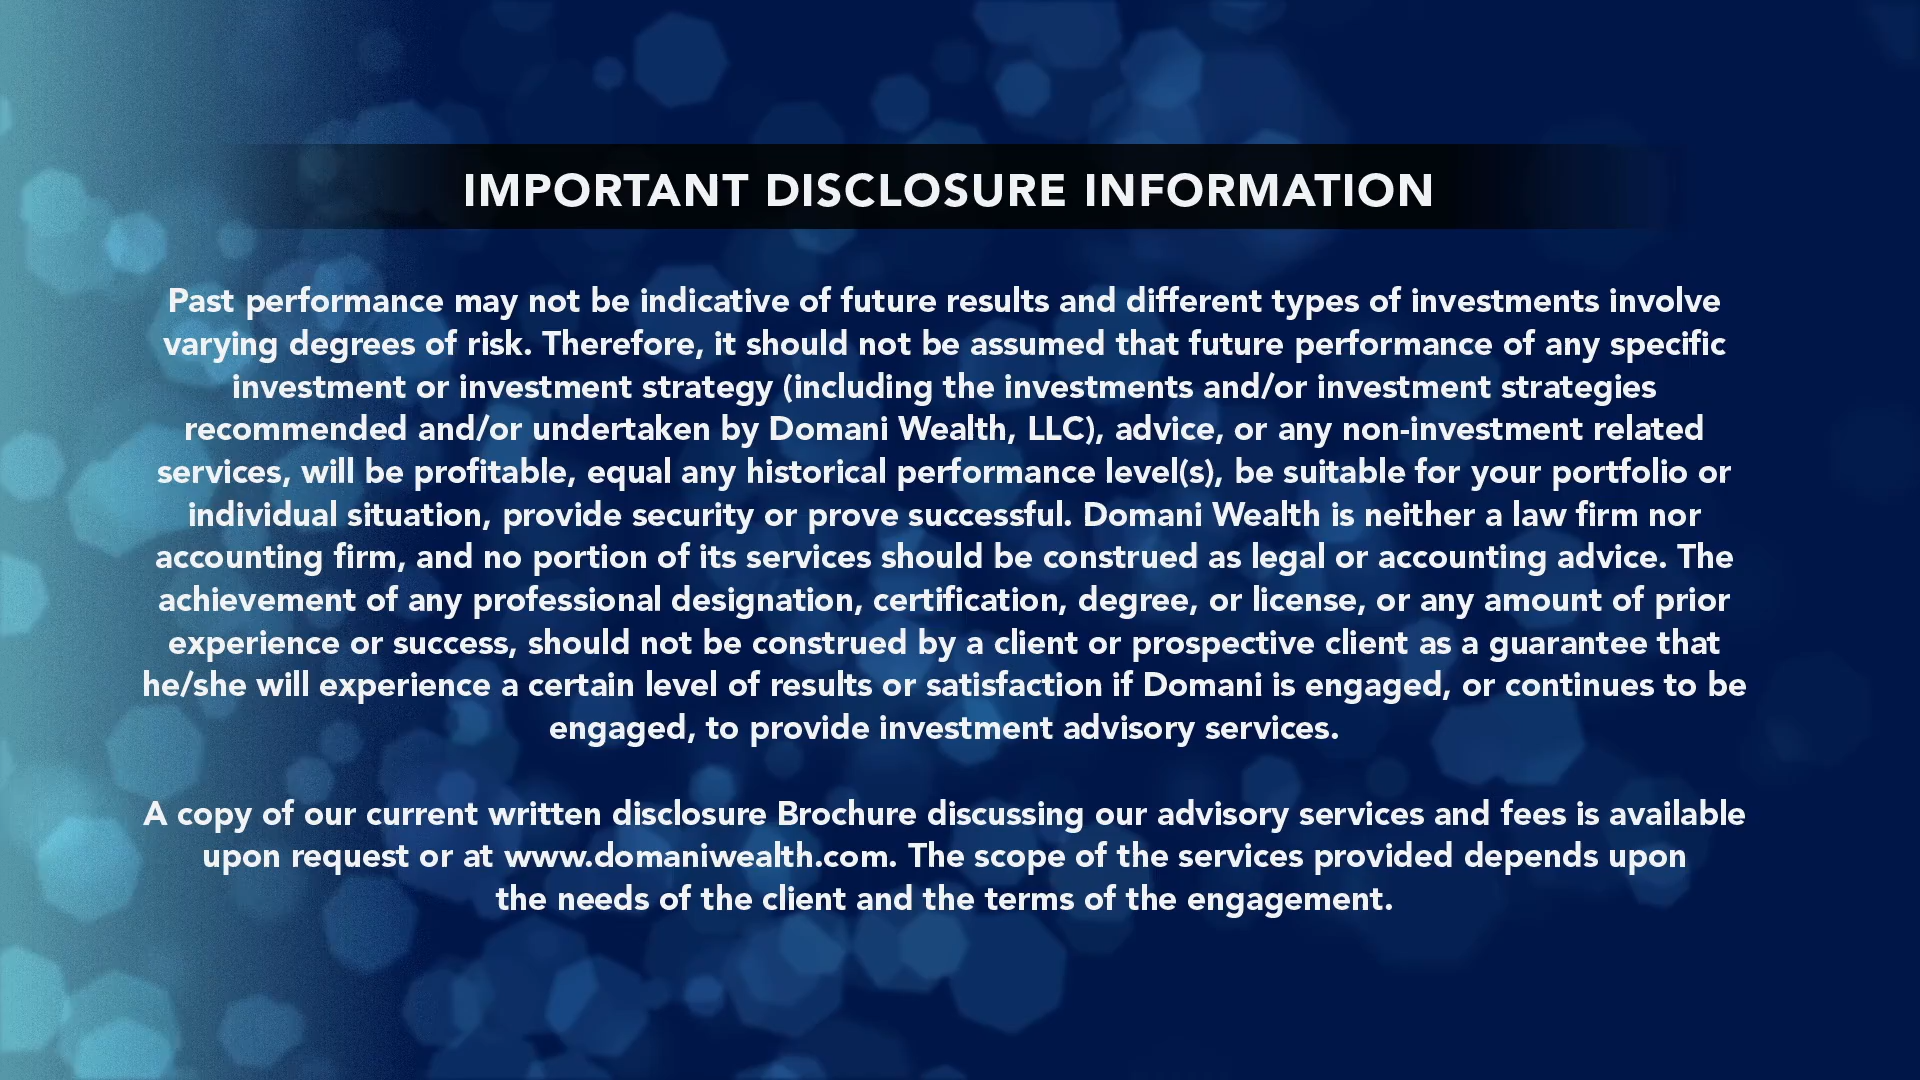 IMPORTANT DISCLOSURE INFORMATION
Past performance may not be indicative of future results and different types of investments involve
varying degrees of risk. Therefore, it should not be assumed that future performance of any specific
investment or investment strategy (including the investments and/or investment strategies
recommended and/or undertaken by Domani Wealth, LLC), advice, or any non-investment related
services, will be profitable, equal any historical performance level(s), be suitable for your portfolio or
individual situation, provide security or prove successful. Domani Wealth is neither a law firm nor
accounting firm, and no portion of its services should be construed as legal or accounting advice. The
achievement of any professional designation, certification, degree, or license, or any amount of prior
experience or success, should not be construed by a client or prospective client as a guarantee that
he/she will experience a certain level of results or satisfaction if Domani is engaged, or continues to be
engaged, to provide investment advisory services.
A copy of our current written disclosure Brochure discussing our advisory services and fees is available
upon request or at www.domaniwealth.com. The scope of the services provided depends upon
the needs of the client and the terms of the engagement.